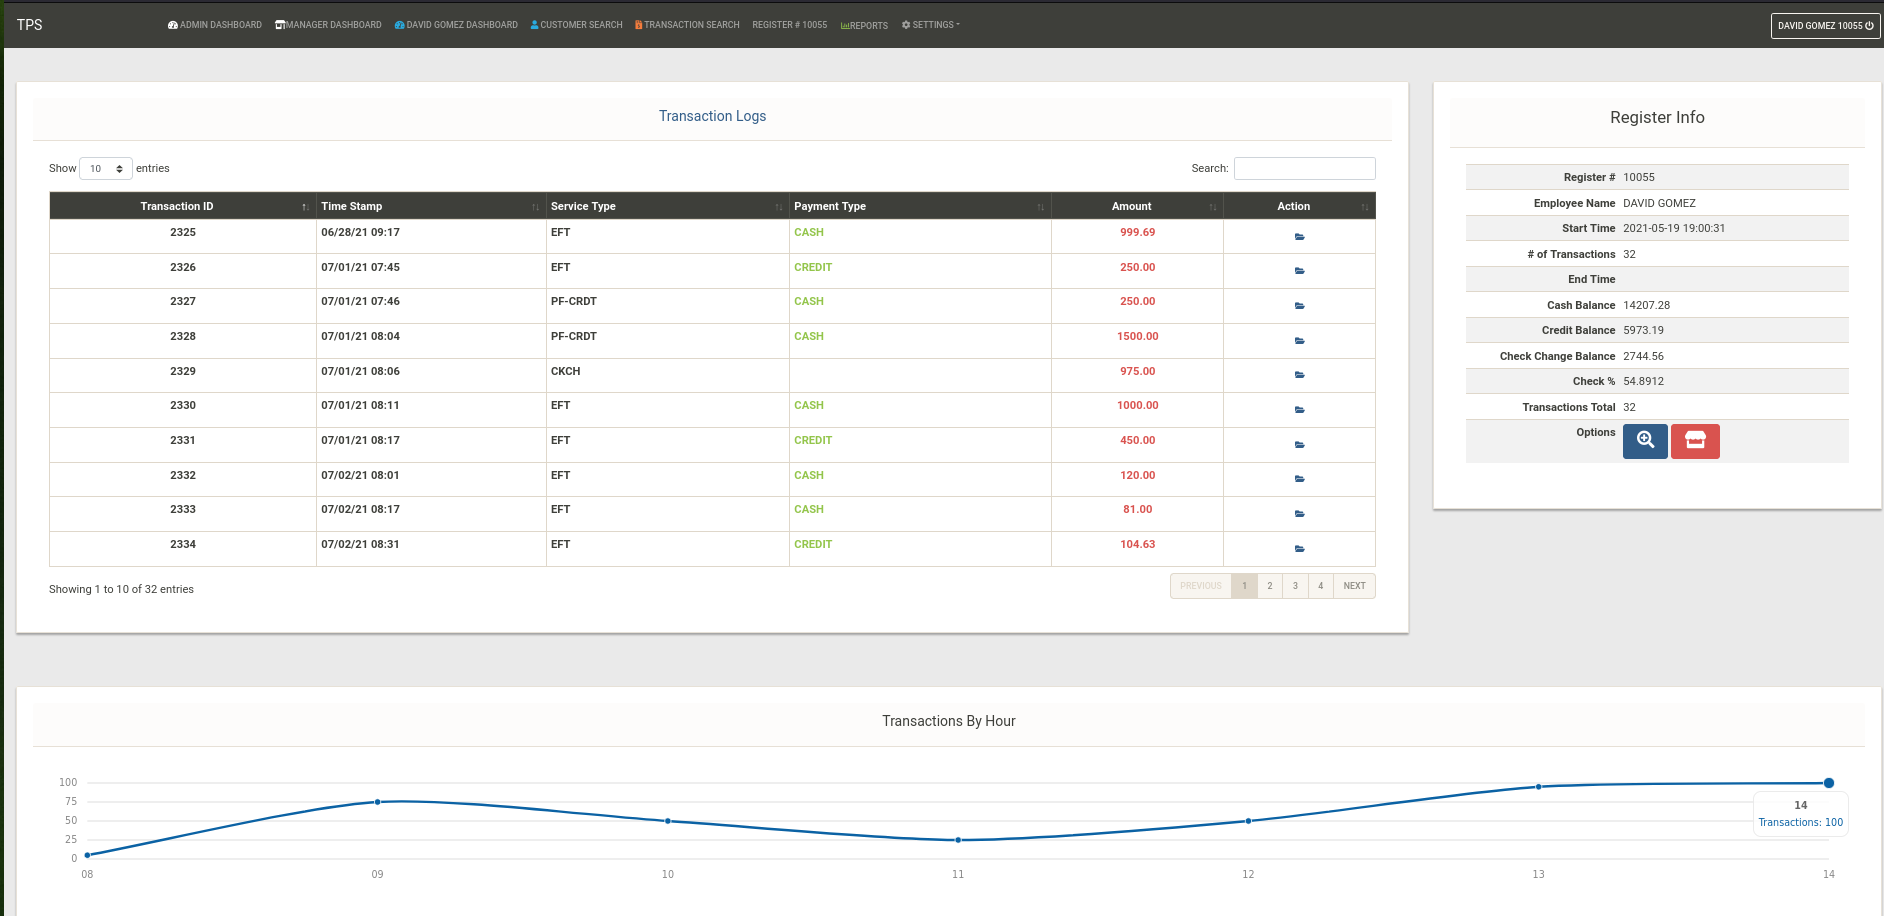 TPS ADMIN DASHBOARD MANAGER DASHBOARD DAVID GOMEZ DASHBOARD CUSTOMER SEARCH TRANSACTION SEARCH REGISTER # 10055 REPORTS SETTINGS DAVID GOMEZ 10055
Transaction Logs
Show 10 entries Search:
Transaction ID Time Stamp Service Type Payment Type Amount Action
2325 06/28/21 09:17 EFT CASH 999.69
2326 07/01/21 07:45 EFT CREDIT 250.00
2327 07/01/21 07:46 PF-CRDT CASH 250.00
2328 07/01/21 08:04 PF-CRDT CASH 1500.00
2329 07/01/21 08:06 CKCH 975.00
2330 07/01/21 08:11 EFT CASH 1000.00
2331 07/01/21 08:17 EFT CREDIT 450.00
2332 07/02/21 08:01 EFT CASH 120.00
2333 07/02/21 08:17 EFT CASH 81.00
2334 07/02/21 08:31 EFT CREDIT 104.63
Showing 1 to 10 of 32 entries PREVIOUS 1 2 3 4 NEXT
Register Info
Register # 10055
Employee Name DAVID GOMEZ
Start Time 2021-05-19 19:00:31
# of Transactions 32
End Time
Cash Balance 14207.28
Credit Balance 5973.19
Check Change Balance 2744.56
Check % 54.8912
Transactions Total 32
Options
Transactions By Hour
100
75
50
25
0
08 09 10 11 12 13 14
14
Transactions: 100